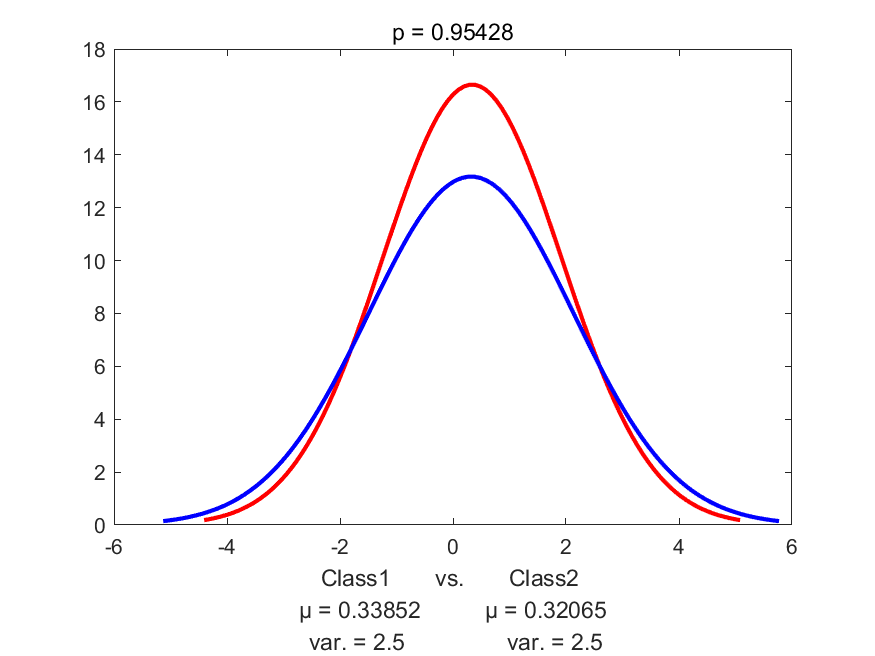 p = 0.95428
18
16
14
12
10
8
6
4
2
0
-6 -4 -2 0 2 4 6
Class1 vs. Class2
μ = 0.33852 μ = 0.32065
var. = 2.5 var. = 2.5